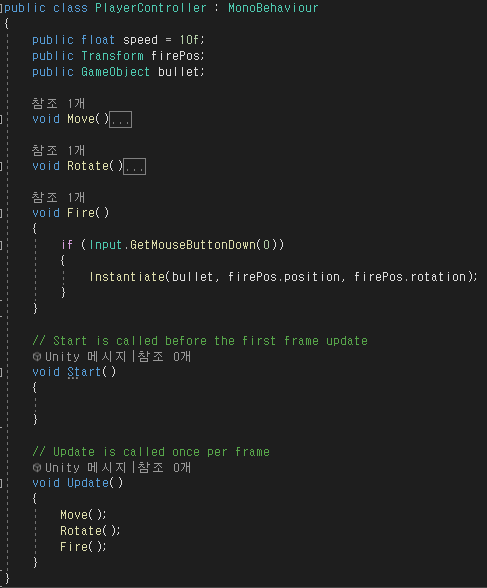 public class PlayerController : MonoBehaviour
{
public float speed = 10f;
public Transform firePos;
public GameObject bullet;
참조 1개
void Move()...
참조 1개
void Rotate()...
참조 1개
void Fire()
{
if (Input.GetMouseButtonDown(0))
{
Instantiate(bullet, firePos.position, firePos.rotation);
}
}
// Start is called before the first frame update
Unity 메시지|참조 0개
void Start()
{
}
// Update is called once per frame
Unity 메시지|참조 0개
void Update()
{
Move();
Rotate();
Fire();
}
}